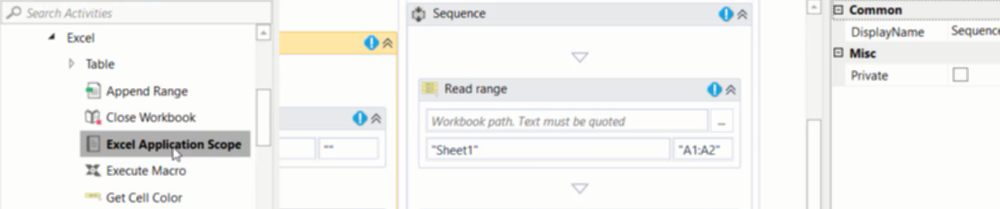 Search Activities
Excel
Table
Append Range
Close Workbook
Excel Application Scope
Execute Macro
Get Cell Color
""
Sequence
Read range
Workbook path. Text must be quoted
...
"Sheet1"
"A1:A2"
Common
DisplayName Sequence
Misc
Private